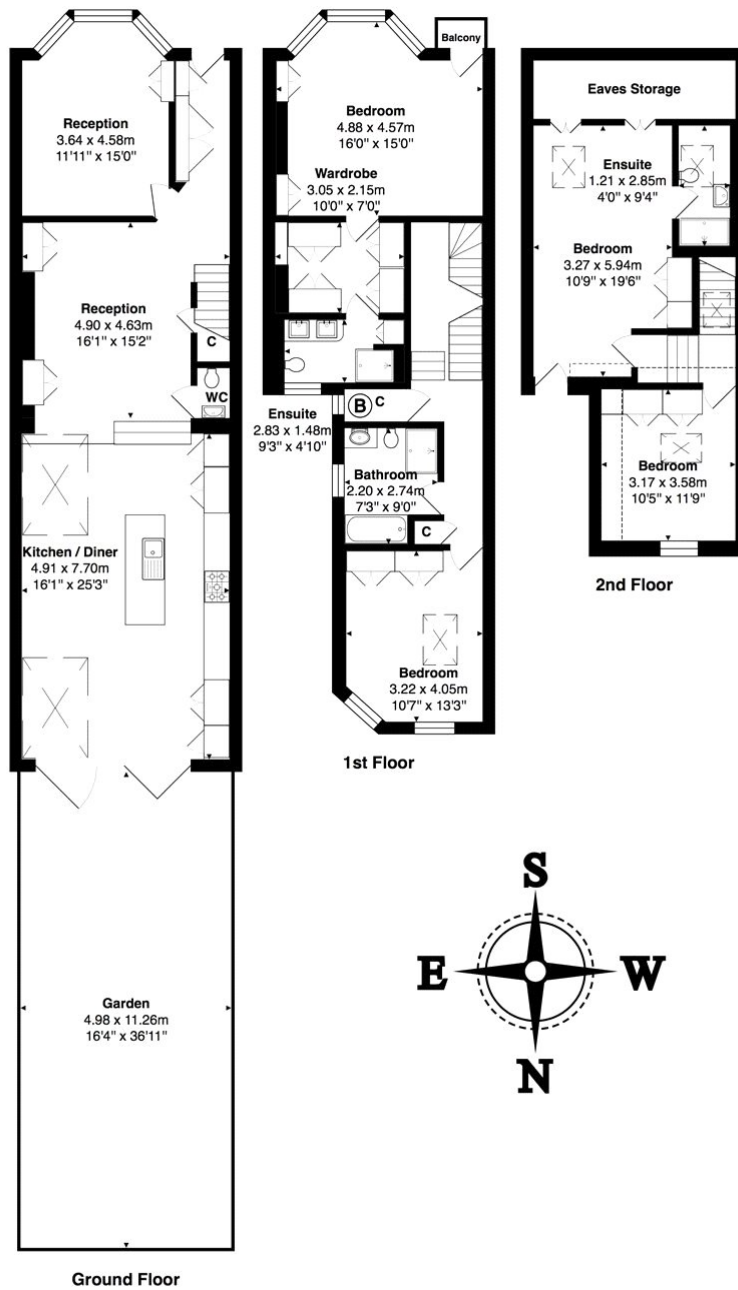 Reception
3.64 x 4.58m
11'11" x 15'0"
Reception
4.90 x 4.63m
16'1" x 15'2"
C
WC
Kitchen / Diner
4.91 x 7.70m
16'1" x 25'3"
Garden
4.98 x 11.26m
16'4" x 36'11"
Ground Floor
Balcony
Bedroom
4.88 x 4.57m
16'0" x 15'0"
Wardrobe
3.05 x 2.15m
10'0" x 7'0"
Ensuite
2.83 x 1.48m
9'3" x 4'10"
B C
Bathroom
2.20 x 2.74m
7'3" x 9'0"
C
Bedroom
3.22 x 4.05m
10'7" x 13'3"
1st Floor
Eaves Storage
Ensuite
1.21 x 2.85m
4'0" x 9'4"
Bedroom
3.27 x 5.94m
10'9" x 19'6"
Bedroom
3.17 x 3.58m
10'5" x 11'9"
2nd Floor
S
E W
N